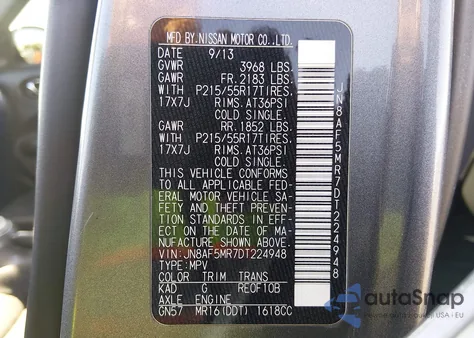 MFD BY NISSAN MOTOR CO., LTD.
DATE 9/13
GVWR 3968 LBS.
GAWR FR. 2183 LBS.
WITH P215/55R17TIRES.
17X7J RIMS. AT36PSI
COLD SINGLE.
GAWR RR. 1852 LBS.
WITH P215/55R17TIRES.
17X7J RIMS. AT36PSI
COLD SINGLE.
THIS VEHICLE CONFORMS
TO ALL APPLICABLE FED-
ERAL MOTOR VEHICLE SA-
FETY AND THEFT PREVEN-
TION STANDARDS IN EFF-
ECT ON THE DATE OF MA-
NUFACTURE SHOWN ABOVE.
VIN:JN8AF5MR7DT224948
TYPE:MPV
COLOR TRIM TRANS
KAD G RE0F10B
AXLE ENGINE
GN57 MR16(DDT) 1618CC
JN8AF5MR7DT224948
autoSnap